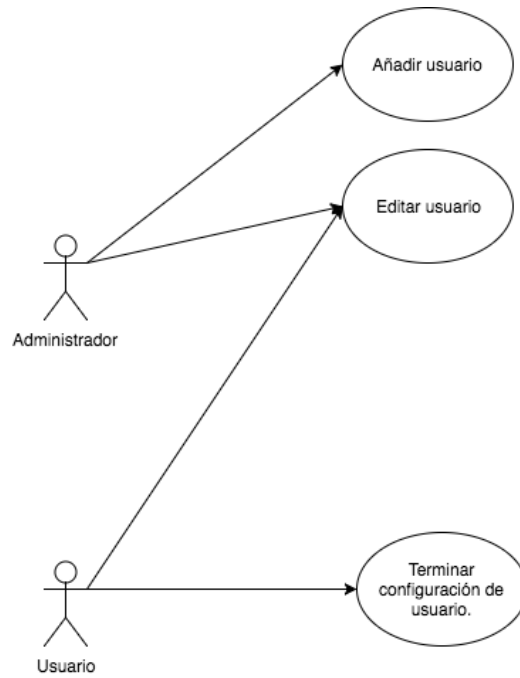 Añadir usuario
Editar usuario
Administrador
Terminar
configuración de
usuario.
Usuario